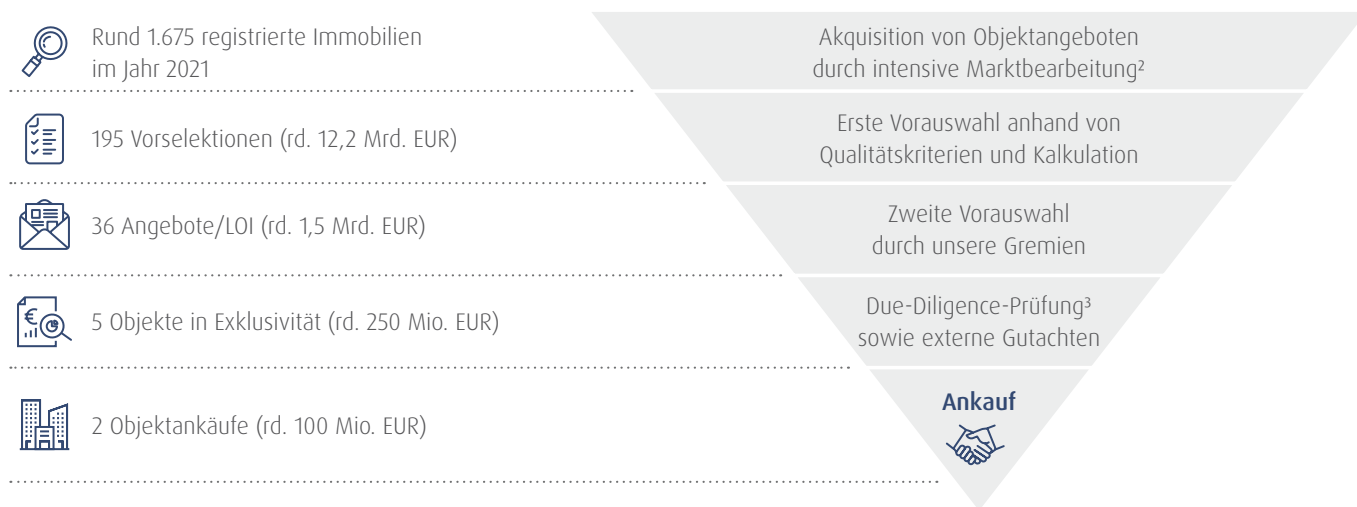 Rund 1.675 registrierte Immobilien
im Jahr 2021
Akquisition von Objektangeboten
durch intensive Marktbearbeitung²
195 Vorselektionen (rd. 12,2 Mrd. EUR)
Erste Vorauswahl anhand von
Qualitätskriterien und Kalkulation
36 Angebote/LOI (rd. 1,5 Mrd. EUR)
Zweite Vorauswahl
durch unsere Gremien
5 Objekte in Exklusivität (rd. 250 Mio. EUR)
Due-Diligence-Prüfung³
sowie externe Gutachten
2 Objektankäufe (rd. 100 Mio. EUR)
Ankauf